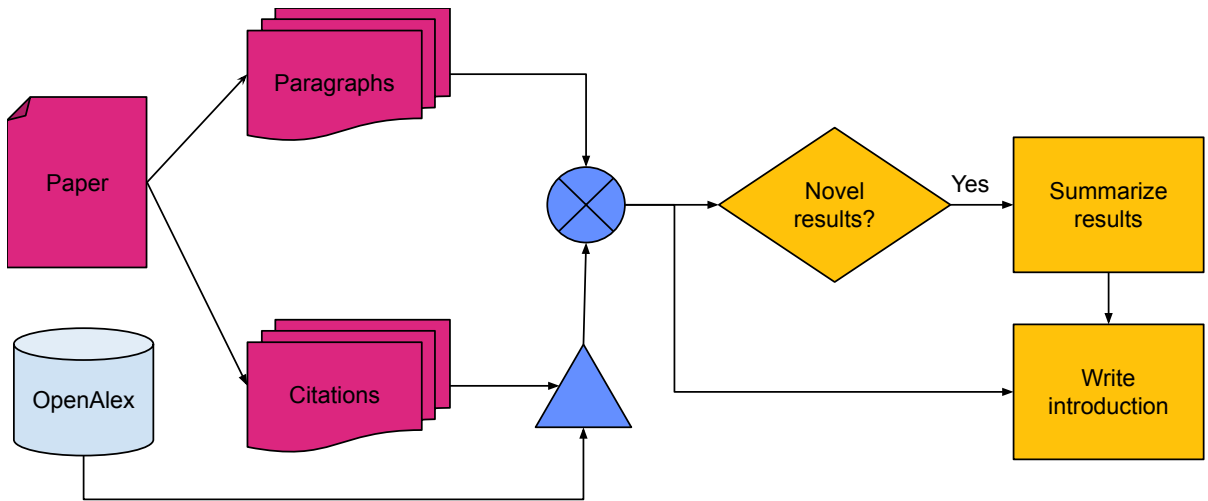 Paragraphs
Paper
Novel
results?
Yes
Summarize
results
OpenAlex
Citations
Write
introduction